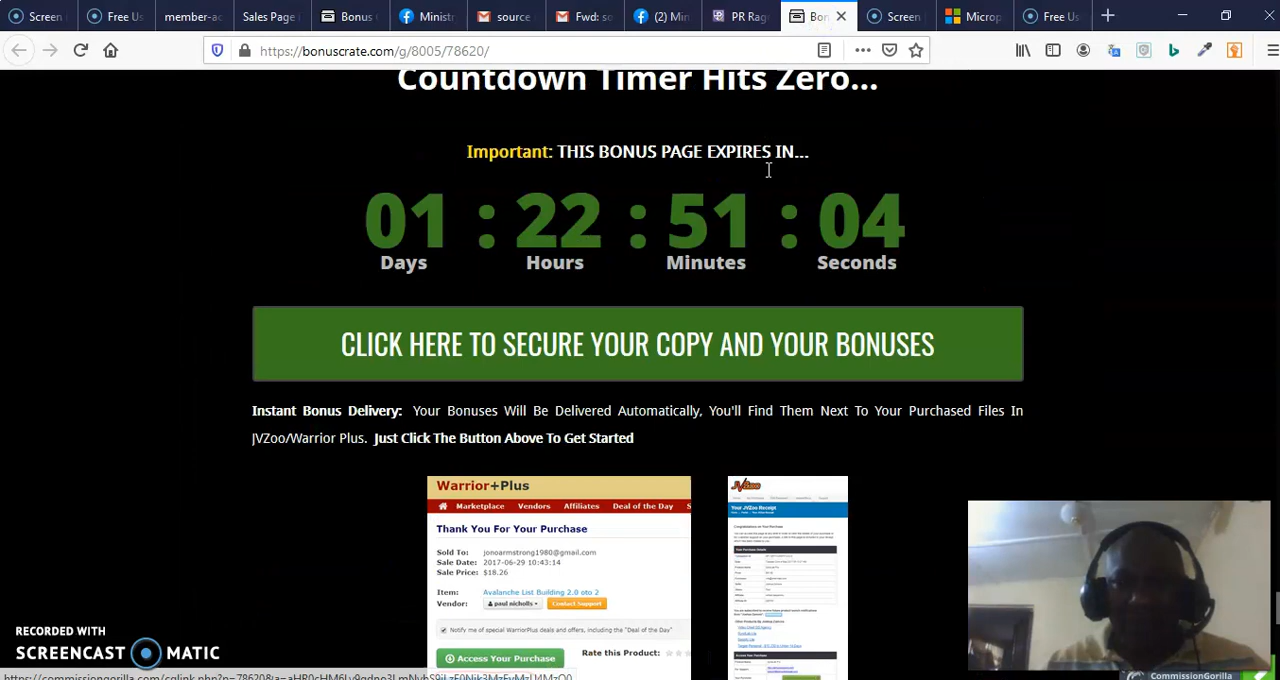 Screen
Free Us
member-ac
Sales Page
Bonus
Ministr
source
Fwd: so
(2) Min
PR Rag
Bon
Screen
Microp
Free Us
https://bonuscrate.com/g/8005/78620/
Countdown Timer Hits Zero...
Important: THIS BONUS PAGE EXPIRES IN...
01 : 22 : 51 : 04
Days Hours Minutes Seconds
CLICK HERE TO SECURE YOUR COPY AND YOUR BONUSES
Instant Bonus Delivery: Your Bonuses Will Be Delivered Automatically, You'll Find Them Next To Your Purchased Files In
JVZoo/Warrior Plus. Just Click The Button Above To Get Started
Warrior+Plus
Marketplace Vendors Affiliates Deal of the Day S
Thank You For Your Purchase
Sold To: jonoarmstrong1980@gmail.com
Sale Date: 2017-06-29 10:43:14
Sale Price: $18.26
Item: Avalanche List Building 2.0 oto 2
Vendor: paul nicholls Contact Support
Notify me of special WarriorPlus deals and offers, including the "Deal of the Day"
Access Your Purchase
Rate this Product:
JVZoo
Your JVZoo Receipt
RECORDED WITH
SCREENCAST MATIC
CommissionGorilla